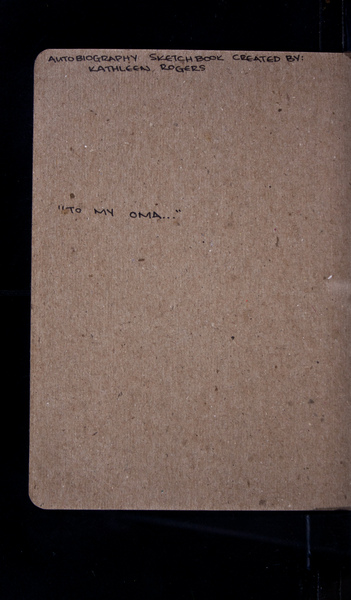 AUTOBIOGRAPHY SKETCHBOOK CREATED BY:
KATHLEEN ROGERS
"TO MY OMA..."